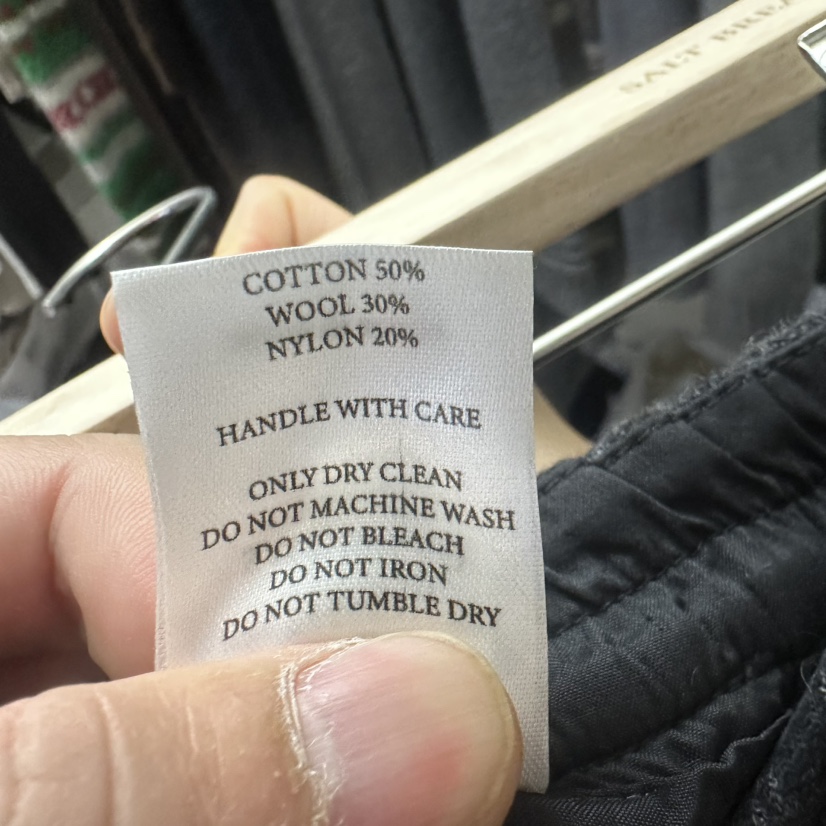 SALT
COTTON 50%
WOOL 30%
NYLON 20%
HANDLE WITH CARE
ONLY DRY CLEAN
DO NOT MACHINE WASH
DO NOT BLEACH
DO NOT IRON
DO NOT TUMBLE DRY